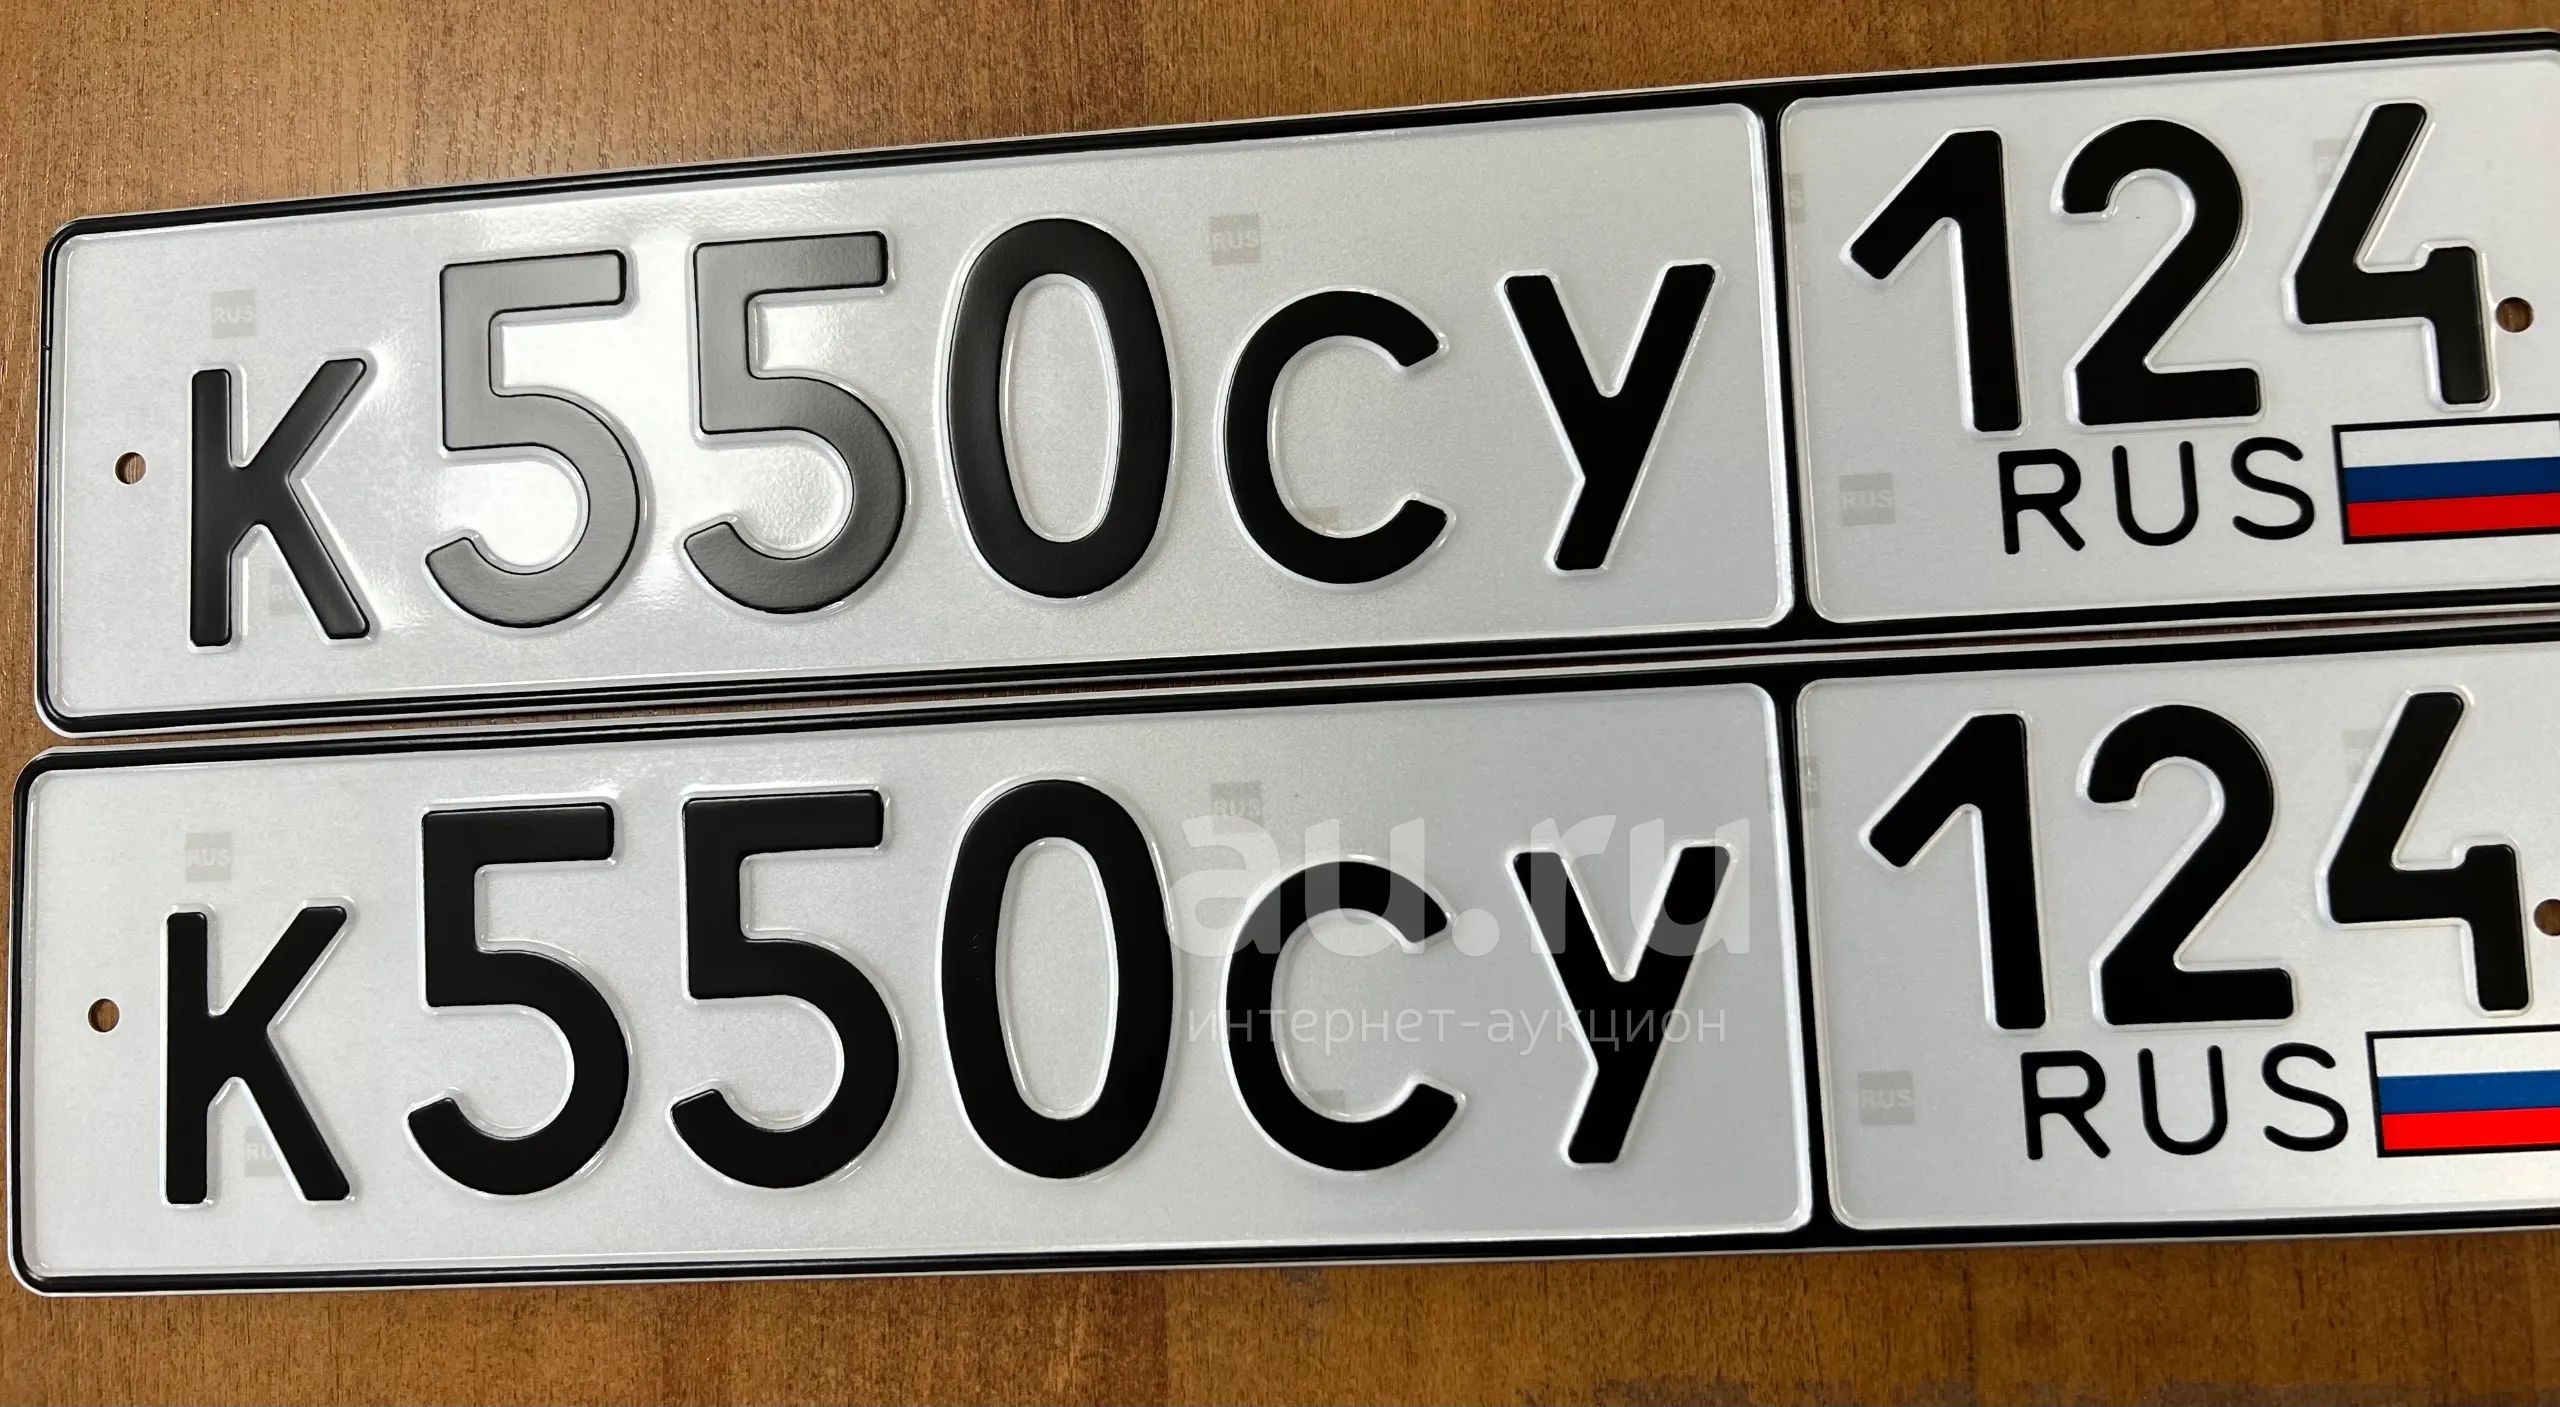 К550СУ 124
RUS
К550СУ 124
RUS
au.ru
интернет-аукцион